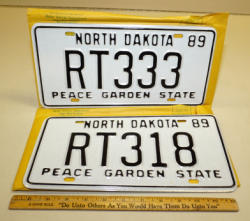 NORTH DAKOTA 89
RT333
PEACE GARDEN STATE
NORTH DAKOTA 89
RT318
PEACE GARDEN STATE
"Do Unto Others As You Would Have Them Do Unto You"